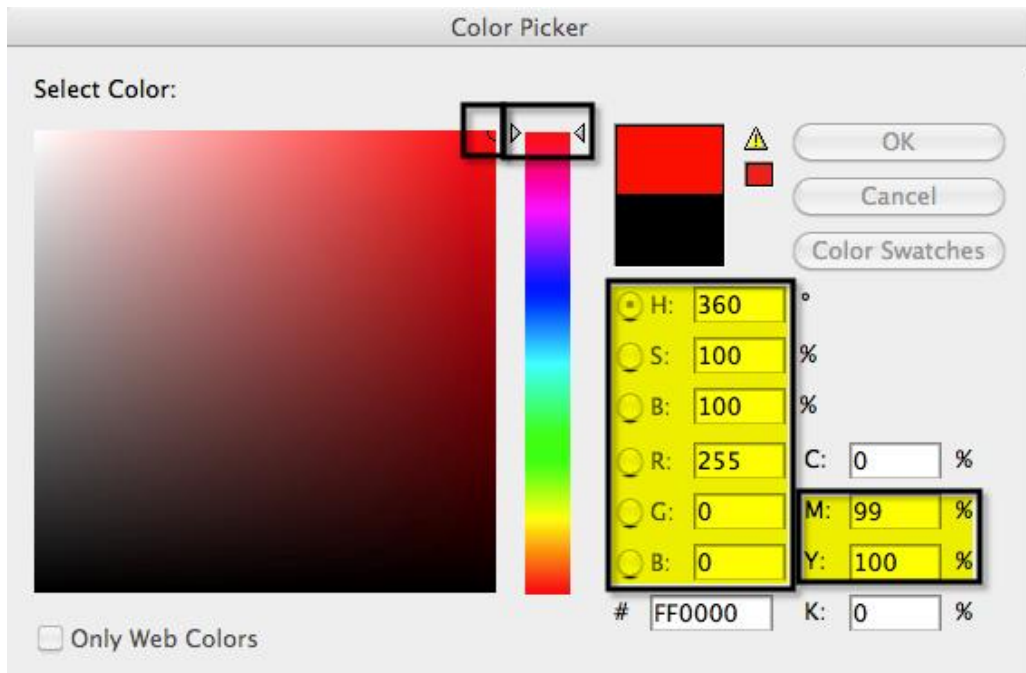 Color Picker
Select Color:
OK
Cancel
Color Swatches
H: 360 °
S: 100 %
B: 100 %
R: 255
C: 0 %
G: 0
M: 99 %
B: 0
Y: 100 %
# FF0000
K: 0 %
Only Web Colors